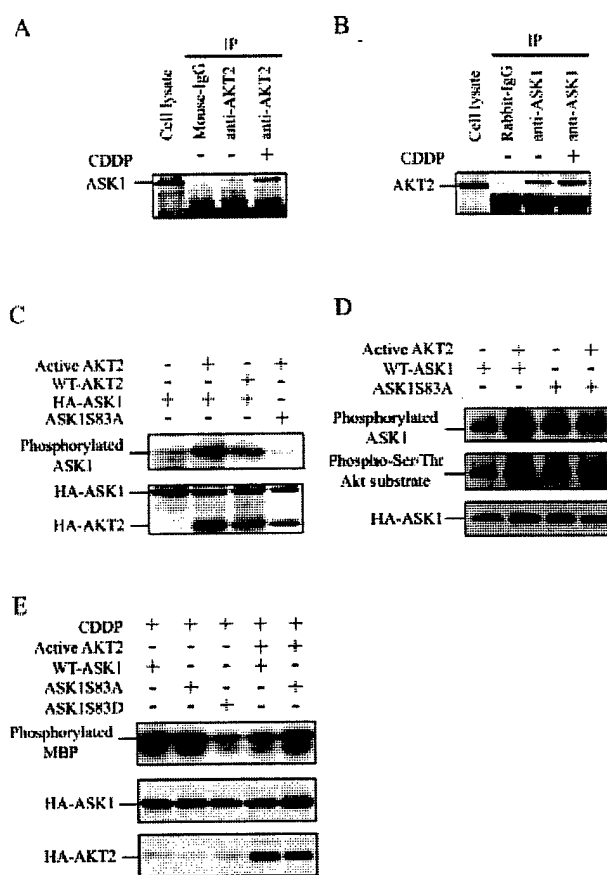 A
IP
Cell lysate
Mouse-IgG
anti-AKT2
anti-AKT2
CDDP - - +
ASK1
B
IP
Cell lysate
Rabbit-IgG
anti-ASK1
anti-ASK1
CDDP - - +
AKT2
C
Active AKT2 - + - +
WT-AKT2 - - + -
HA-ASK1 + + + -
ASK1S83A - - - +
Phosphorylated
ASK1
HA-ASK1
HA-AKT2
D
Active AKT2 - + - +
WT-ASK1 + + - -
ASK1S83A - - + +
Phosphorylated
ASK1
Phospho-Ser/Thr
Akt substrate
HA-ASK1
E
CDDP + + + + +
Active AKT2 - - - + +
WT-ASK1 + - - + -
ASK1S83A - + - - +
ASK1S83D - - + - -
Phosphorylated
MBP
HA-ASK1
HA-AKT2